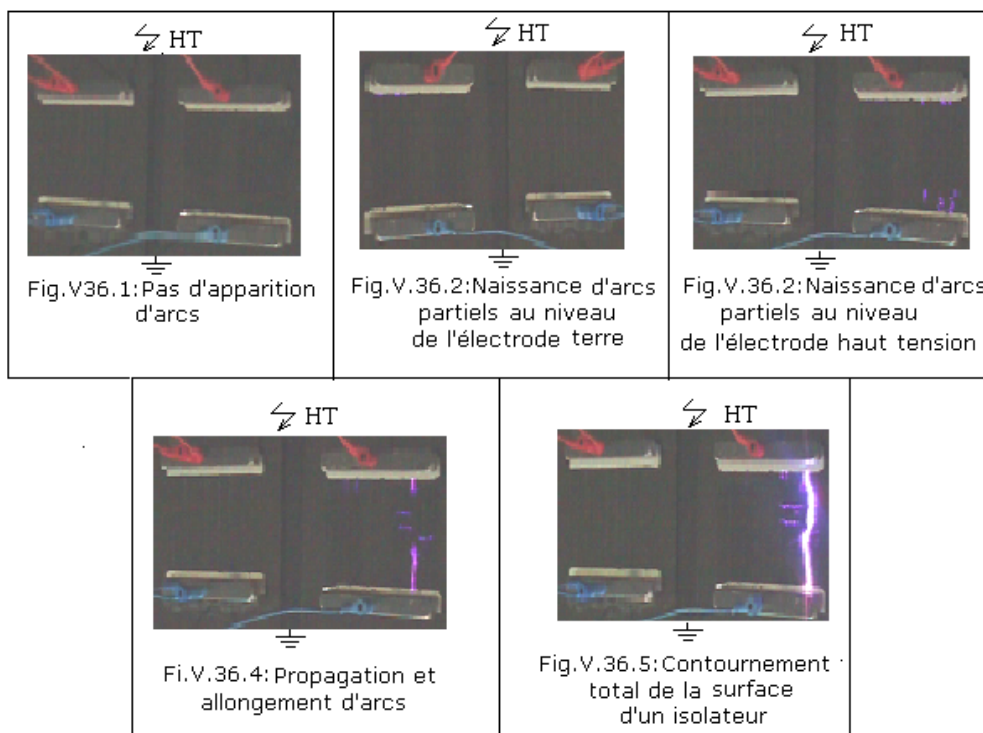 HT
Fig.V36.1:Pas d'apparition
d'arcs
HT
Fig.V.36.2:Naissance d'arcs
partiels au niveau
de l'électrode terre
HT
Fig.V.36.2:Naissance d'arcs
partiels au niveau
de l'électrode haut tension
HT
Fi.V.36.4:Propagation et
allongement d'arcs
HT
Fig.V.36.5:Contournement
total de la surface
d'un isolateur